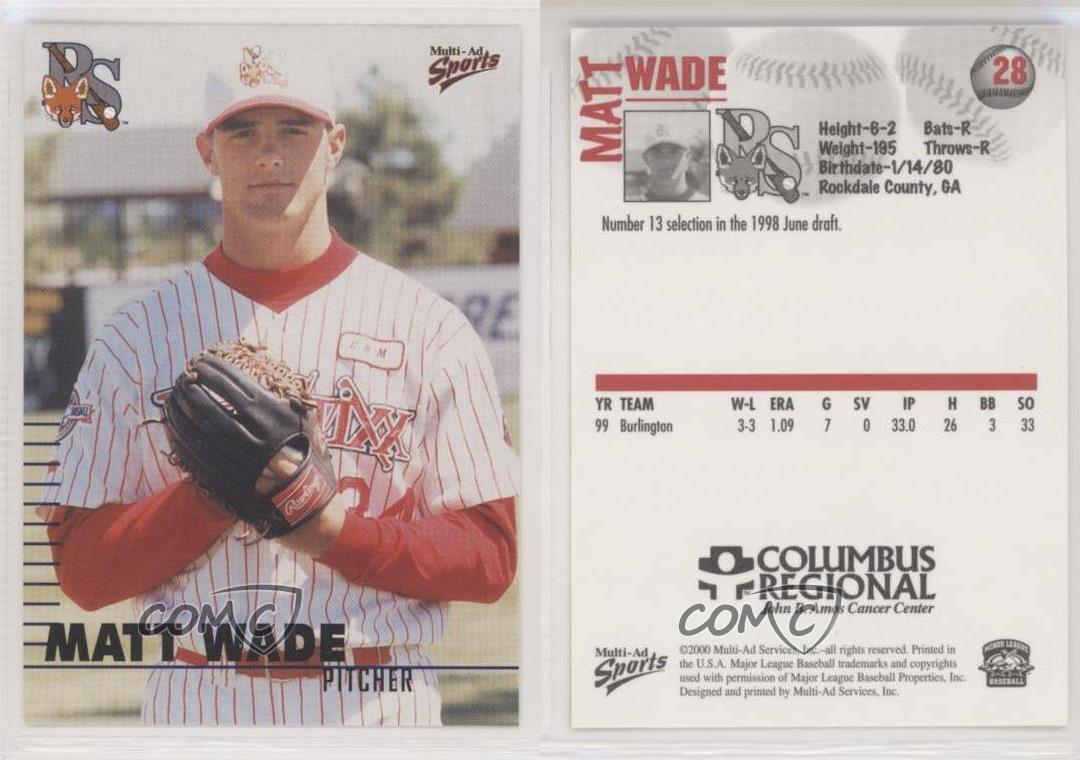 RS
TM
Multi-Ad
Sports
Rawlings
MATT WADE
PITCHER
COMC
MATT
WADE
28
RS
TM
Height-6-2 Bats-R
Weight-195 Throws-R
Birthdate-1/14/80
Rockdale County, GA
Number 13 selection in the 1998 June draft.
YR TEAM W-L ERA G SV IP H BB SO
99 Burlington 3-3 1.09 7 0 33.0 26 3 33
COLUMBUS
REGIONAL
John B. Amos Cancer Center
COMC
Multi-Ad
Sports
©2000 Multi-Ad Services, Inc.–all rights reserved. Printed in
the U.S.A. Major League Baseball trademarks and copyrights
used with permission of Major League Baseball Properties, Inc.
Designed and printed by Multi-Ad Services, Inc.
MINOR LEAGUE
BASEBALL